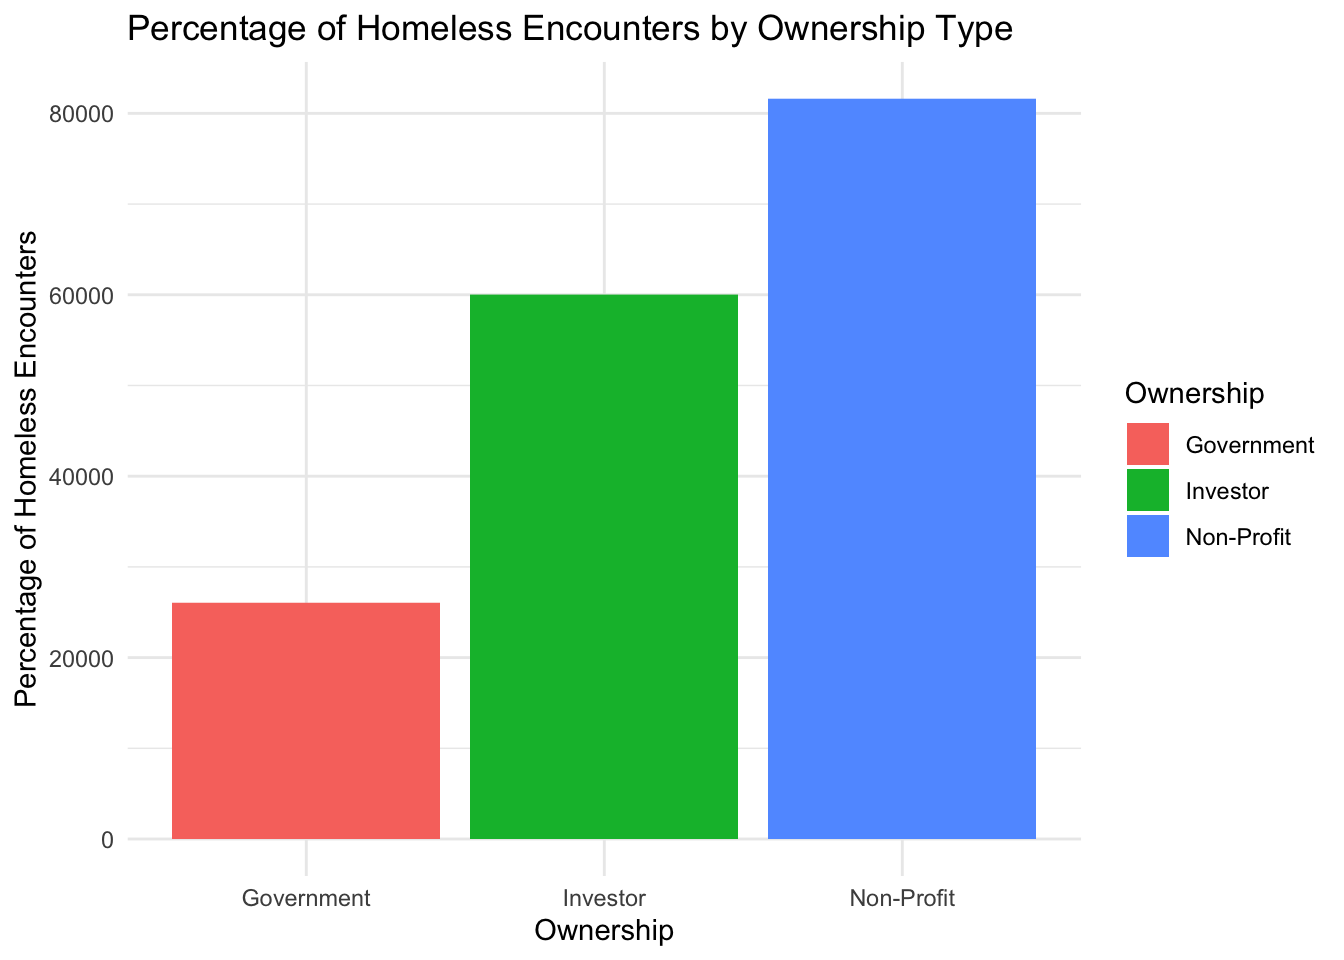 Percentage of Homeless Encounters by Ownership Type
Percentage of Homeless Encounters
80000
60000
40000
20000
0
Government
Investor
Non-Profit
Ownership
Ownership
Government
Investor
Non-Profit